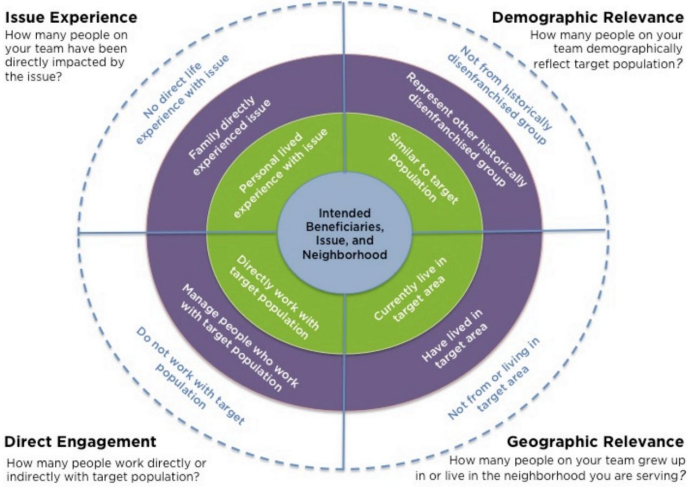 Issue Experience
How many people on
your team have been
directly impacted by
the issue?
Demographic Relevance
How many people on your
team demographically
reflect target population?
No direct life
experience with issue
Family directly
experienced issue
Personal lived
experience with issue
Not from historically
disenfranchised group
Represent other historically
disenfranchised group
Similar to target
population
Intended
Beneficiaries,
Issue, and
Neighborhood
Directly work with
target population
Manage people who work
with target population
Do not work with target
population
Currently live in
target area
Have lived in
target area
Not from or living in
target area
Direct Engagement
How many people work directly or
indirectly with target population?
Geographic Relevance
How many people on your team grew up
in or live in the neighborhood you are serving?